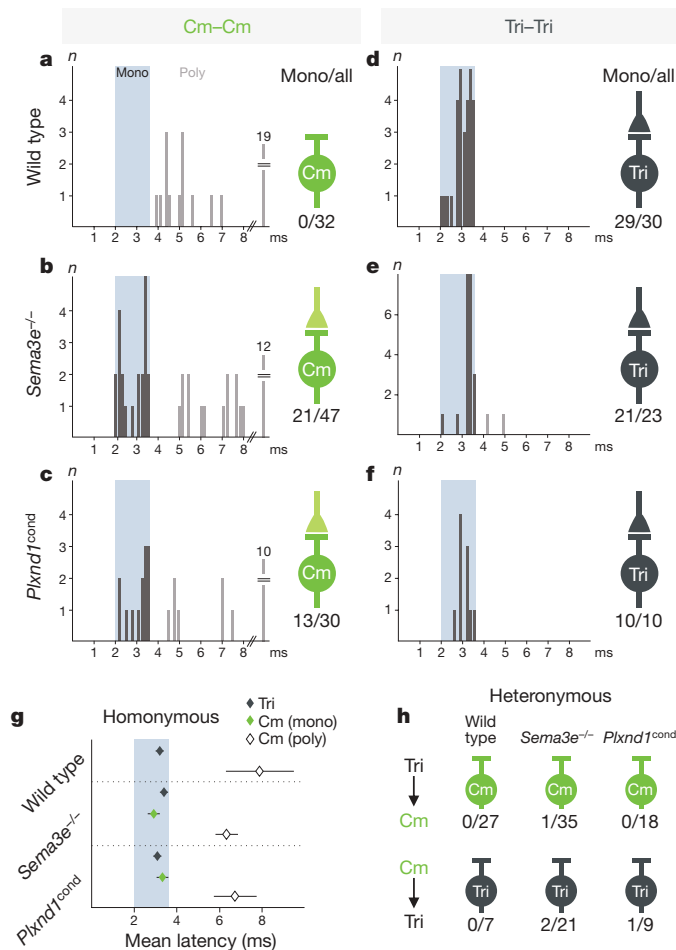 Cm–Cm Tri–Tri
a n Mono Poly Mono/all
Wild type
4
3
2
1
19
1 2 3 4 5 6 7 8 ms
Cm
0/32
d n Mono/all
4
3
2
1
1 2 3 4 5 6 7 8 ms
Tri
29/30
b n
Sema3e–/–
5
4
3
2
1
12
1 2 3 4 5 6 7 8 ms
Cm
21/47
e n
6
4
2
1 2 3 4 5 6 7 8 ms
Tri
21/23
c n
Plxnd1cond
4
3
2
1
10
1 2 3 4 5 6 7 8 ms
Cm
13/30
f n
4
3
2
1
1 2 3 4 5 6 7 8 ms
Tri
10/10
g Homonymous
Tri
Cm (mono)
Cm (poly)
Wild type
Sema3e–/–
Plxnd1cond
2 4 6 8
Mean latency (ms)
h Heteronymous
Wild type Sema3e–/– Plxnd1cond
Tri
Cm
Cm Cm Cm
0/27 1/35 0/18
Cm
Tri
Tri Tri Tri
0/7 2/21 1/9